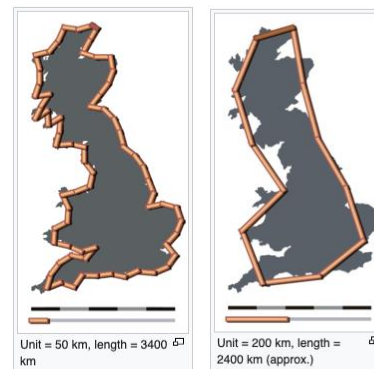 Unit = 50 km, length = 3400
km
Unit = 200 km, length =
2400 km (approx.)